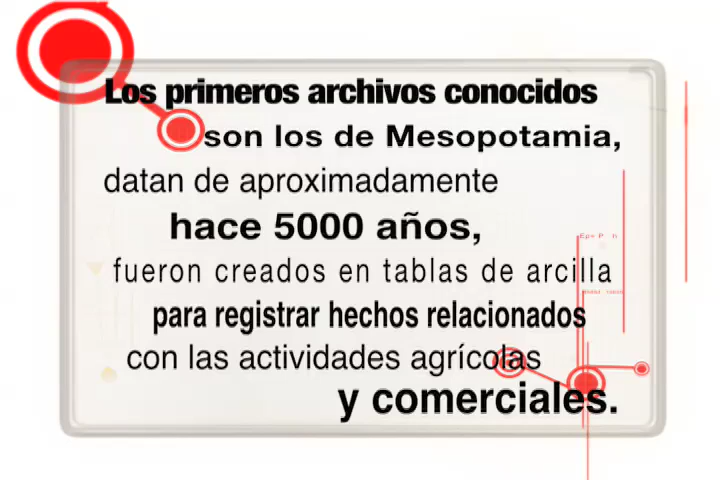 Los primeros archivos conocidos
son los de Mesopotamia,
datan de aproximadamente
hace 5000 años,
fueron creados en tablas de arcilla
para registrar hechos relacionados
con las actividades agrícolas
y comerciales.